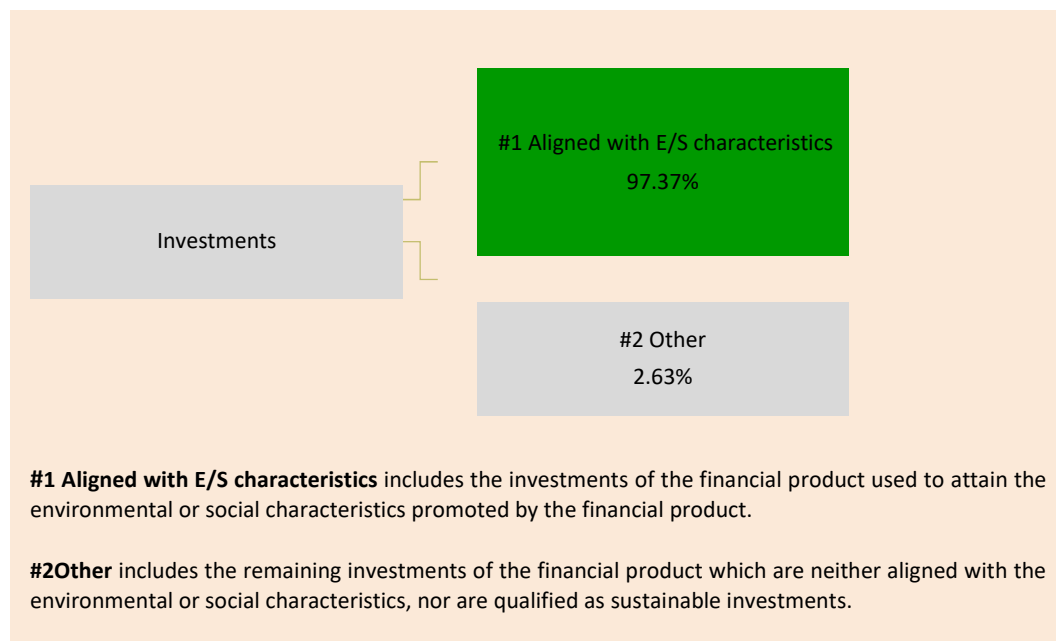 #1 Aligned with E/S characteristics
97.37%
Investments
#2 Other
2.63%
#1 Aligned with E/S characteristics includes the investments of the financial product used to attain the
environmental or social characteristics promoted by the financial product.
#2Other includes the remaining investments of the financial product which are neither aligned with the
environmental or social characteristics, nor are qualified as sustainable investments.